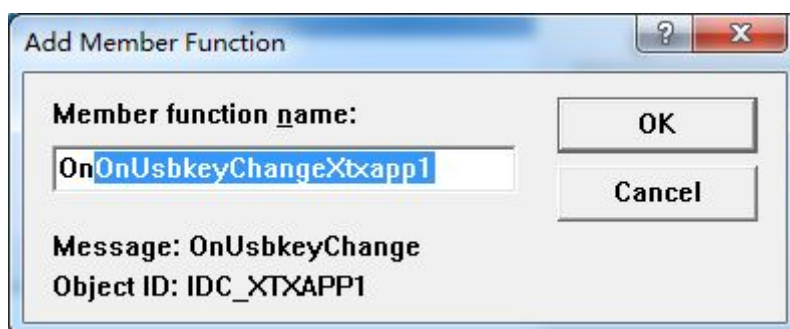 Add Member Function
Member function name:
OK
OnOnUsbkeyChangeXtxapp1
Cancel
Message: OnUsbkeyChange
Object ID: IDC_XTXAPP1